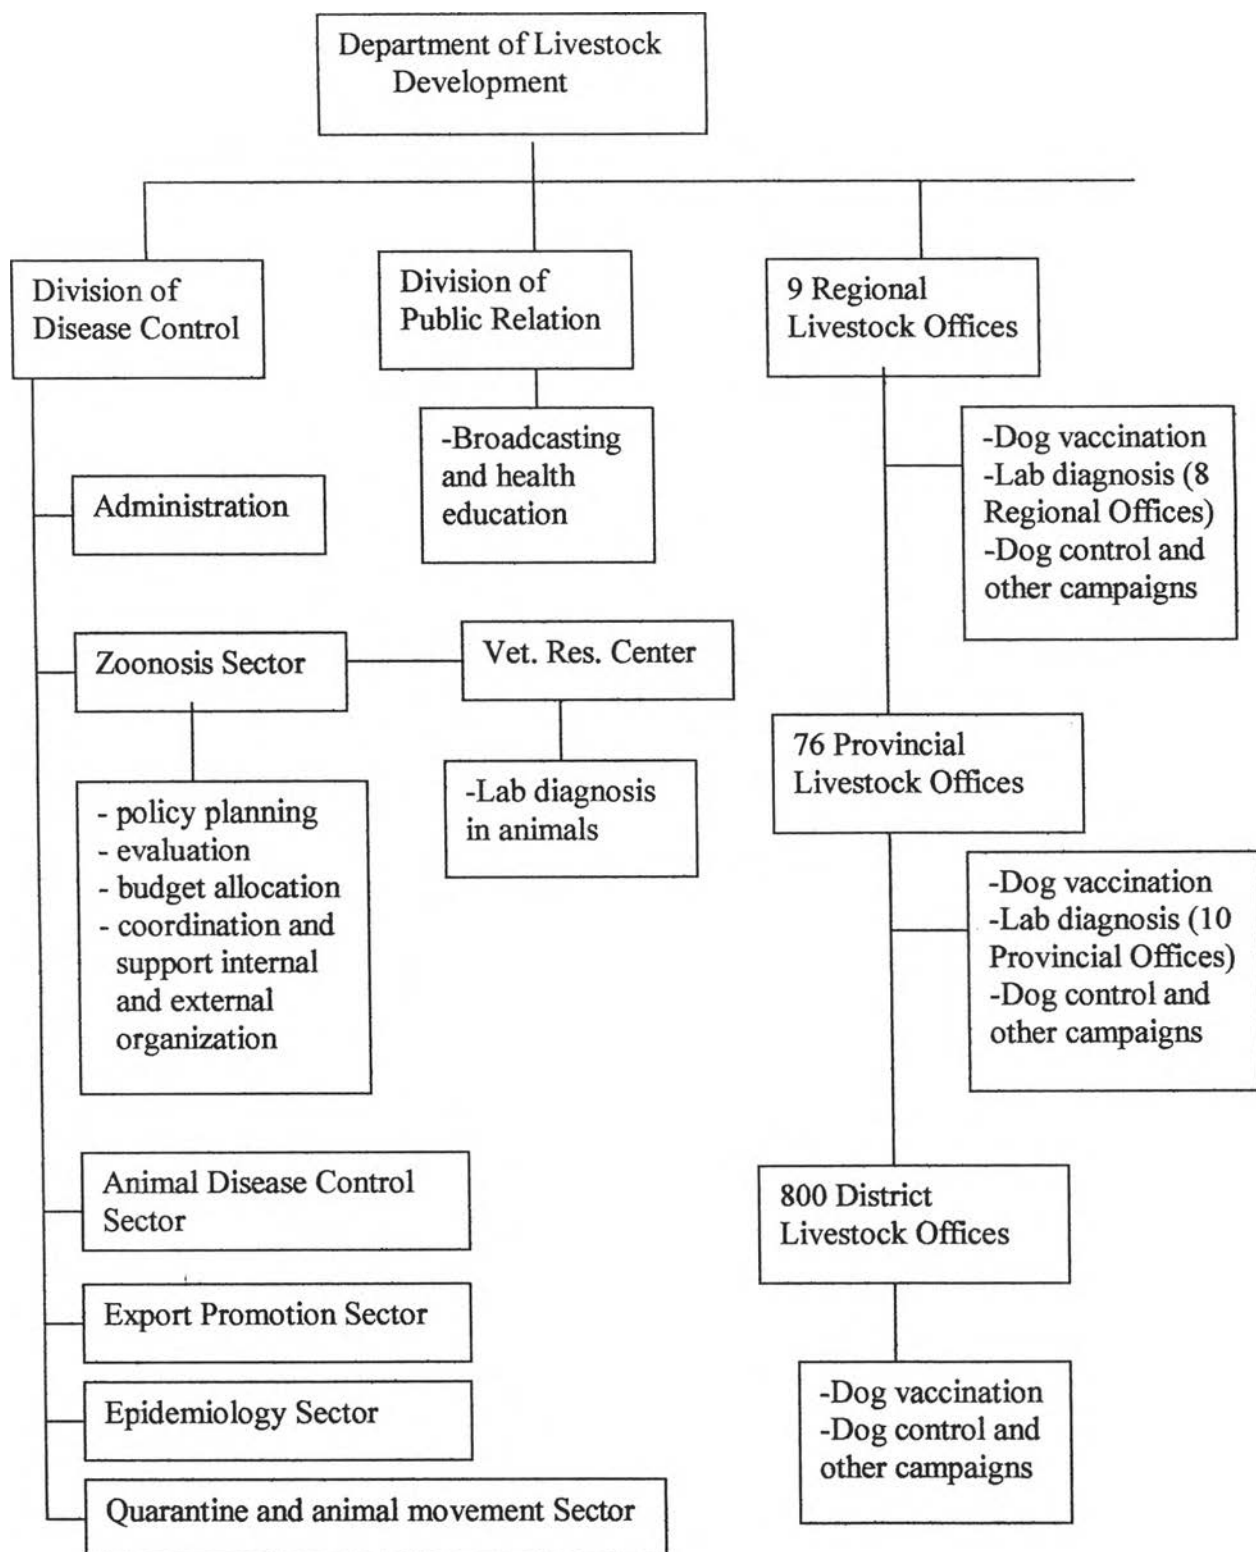 Department of Livestock
Development
Division of
Disease Control
Division of
Public Relation
9 Regional
Livestock Offices
-Broadcasting
and health
education
-Dog vaccination
-Lab diagnosis (8
Regional Offices)
-Dog control and
other campaigns
Administration
Zoonosis Sector
Vet. Res. Center
- policy planning
- evaluation
- budget allocation
- coordination and
support internal
and external
organization
-Lab diagnosis
in animals
76 Provincial
Livestock Offices
-Dog vaccination
-Lab diagnosis (10
Provincial Offices)
-Dog control and
other campaigns
Animal Disease Control
Sector
Export Promotion Sector
Epidemiology Sector
Quarantine and animal movement Sector
800 District
Livestock Offices
-Dog vaccination
-Dog control and
other campaigns